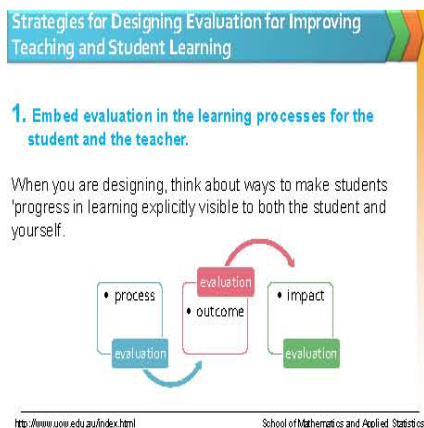 Strategies for Designing Evaluation for Improving
Teaching and Student Learning
1. Embed evaluation in the learning processes for the
student and the teacher.
When you are designing, think about ways to make students
'progress in learning explicitly visible to both the student and
yourself.
• process
evaluation
evaluation
• outcome
• impact
evaluation
http://www.uow.edu.au/index.html
School of Mathematics and Applied Statistics